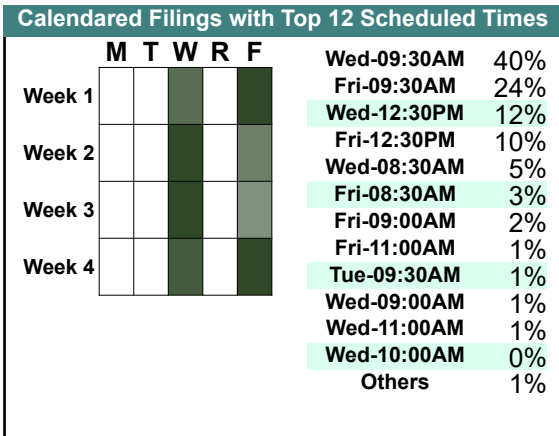 Calendared Filings with Top 12 Scheduled Times
M T W R F
Week 1
Week 2
Week 3
Week 4
Wed-09:30AM 40%
Fri-09:30AM 24%
Wed-12:30PM 12%
Fri-12:30PM 10%
Wed-08:30AM 5%
Fri-08:30AM 3%
Fri-09:00AM 2%
Fri-11:00AM 1%
Tue-09:30AM 1%
Wed-09:00AM 1%
Wed-11:00AM 1%
Wed-10:00AM 0%
Others 1%